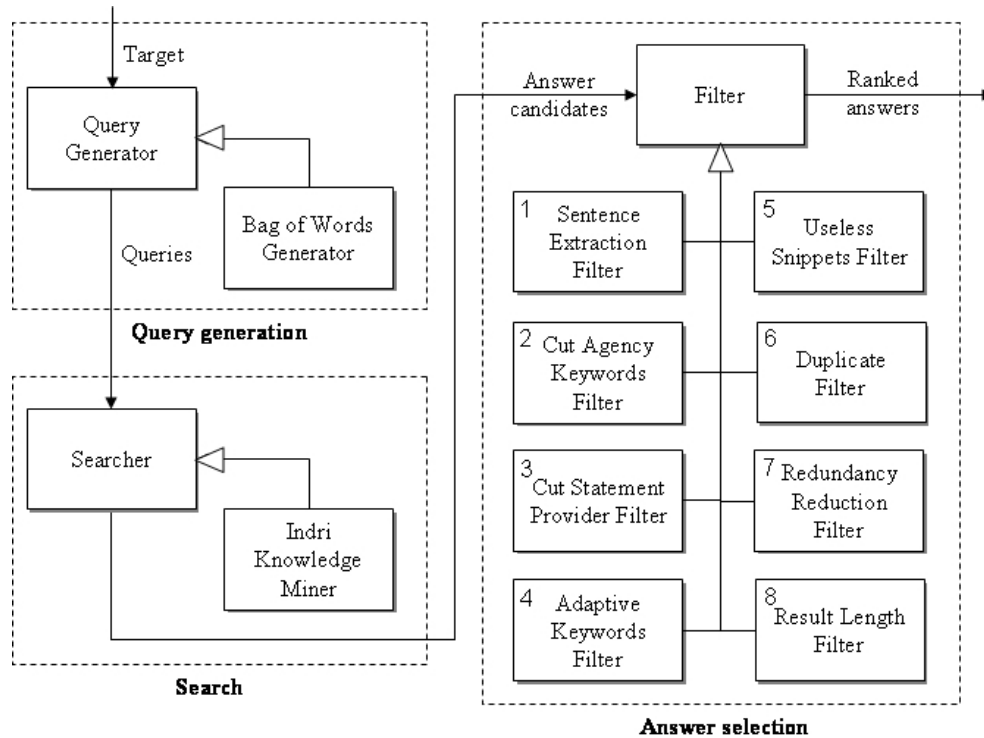 Target
Query
Generator
Bag of Words
Generator
Queries
Query generation
Searcher
Indri
Knowledge
Miner
Search
Answer
candidates
Filter
Ranked
answers
1
Sentence
Extraction
Filter
2
Cut Agency
Keywords
Filter
3
Cut Statement
Provider Filter
4
Adaptive
Keywords
Filter
5
Useless
Snippets Filter
6
Duplicate
Filter
7
Redundancy
Reduction
Filter
8
Result Length
Filter
Answer selection